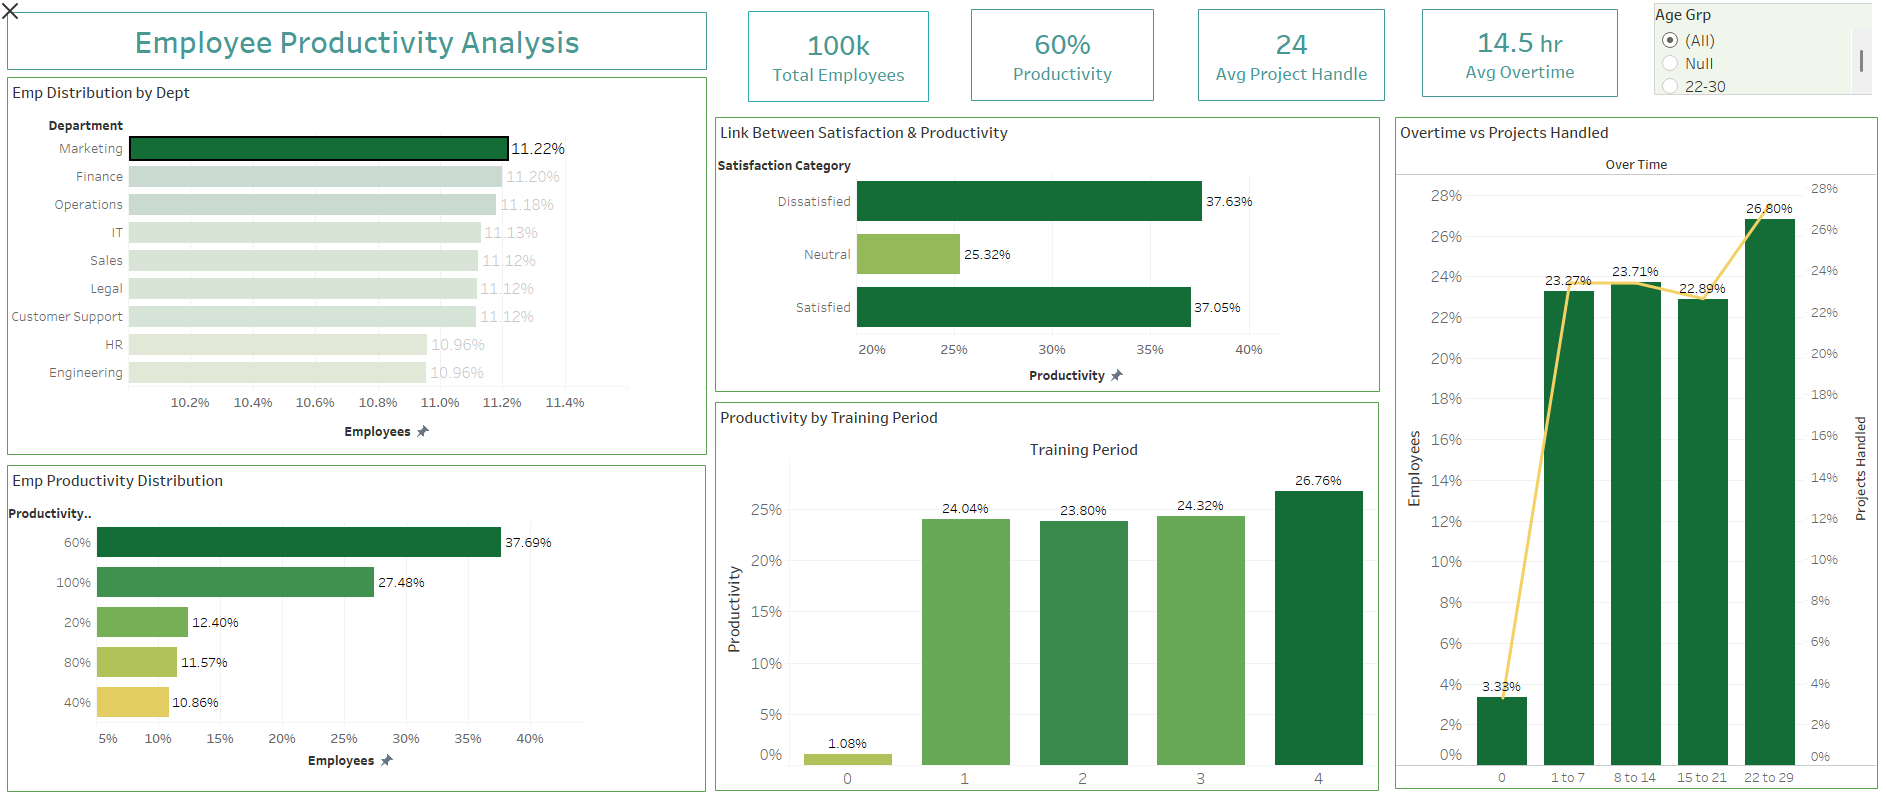 Employee Productivity Analysis
100k
Total Employees
60%
Productivity
24
Avg Project Handle
14.5 hr
Avg Overtime
Age Grp
(All)
Null
22-30
Emp Distribution by Dept
Department
Marketing 11.22%
Finance 11.20%
Operations 11.18%
IT 11.13%
Sales 11.12%
Legal 11.12%
Customer Support 11.12%
HR 10.96%
Engineering 10.96%
10.2% 10.4% 10.6% 10.8% 11.0% 11.2% 11.4%
Employees
Emp Productivity Distribution
Productivity..
60% 37.69%
100% 27.48%
20% 12.40%
80% 11.57%
40% 10.86%
5% 10% 15% 20% 25% 30% 35% 40%
Employees
Link Between Satisfaction & Productivity
Satisfaction Category
Dissatisfied 37.63%
Neutral 25.32%
Satisfied 37.05%
20% 25% 30% 35% 40%
Productivity
Productivity by Training Period
Training Period
Productivity
25%
20%
15%
10%
5%
0%
1.08% 24.04% 23.80% 24.32% 26.76%
0 1 2 3 4
Overtime vs Projects Handled
Over Time
Employees
28%
26%
24%
22%
20%
18%
16%
14%
12%
10%
8%
6%
4%
2%
0%
3.33% 23.27% 23.71% 22.89% 26.80%
0 1 to 7 8 to 14 15 to 21 22 to 29
28%
26%
24%
22%
20%
18%
16%
14%
12%
10%
8%
6%
4%
2%
0%
Projects Handled